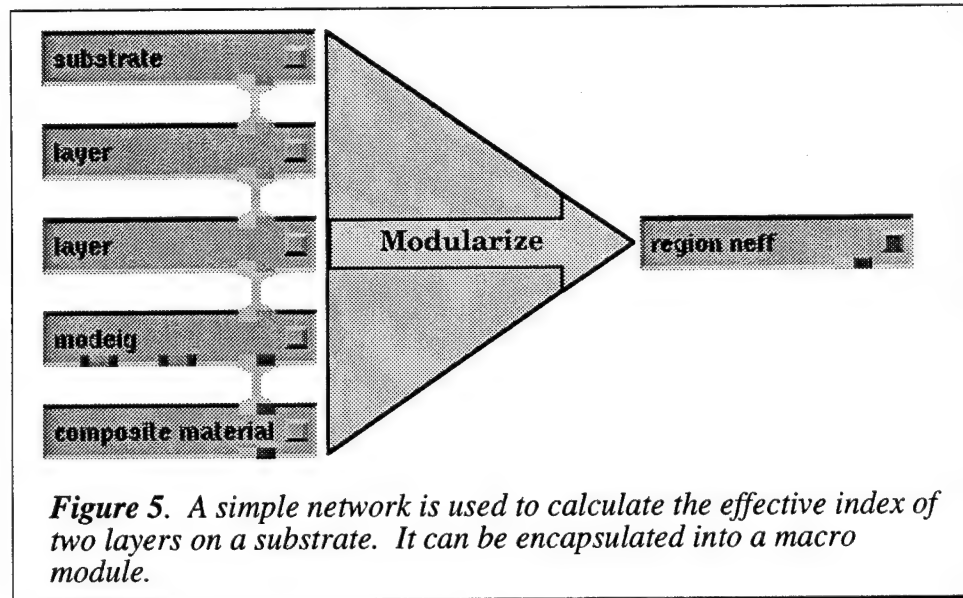 substrate
layer
layer
modeig
composite material
Modularize
region neff
Figure 5. A simple network is used to calculate the effective index of
two layers on a substrate. It can be encapsulated into a macro
module.